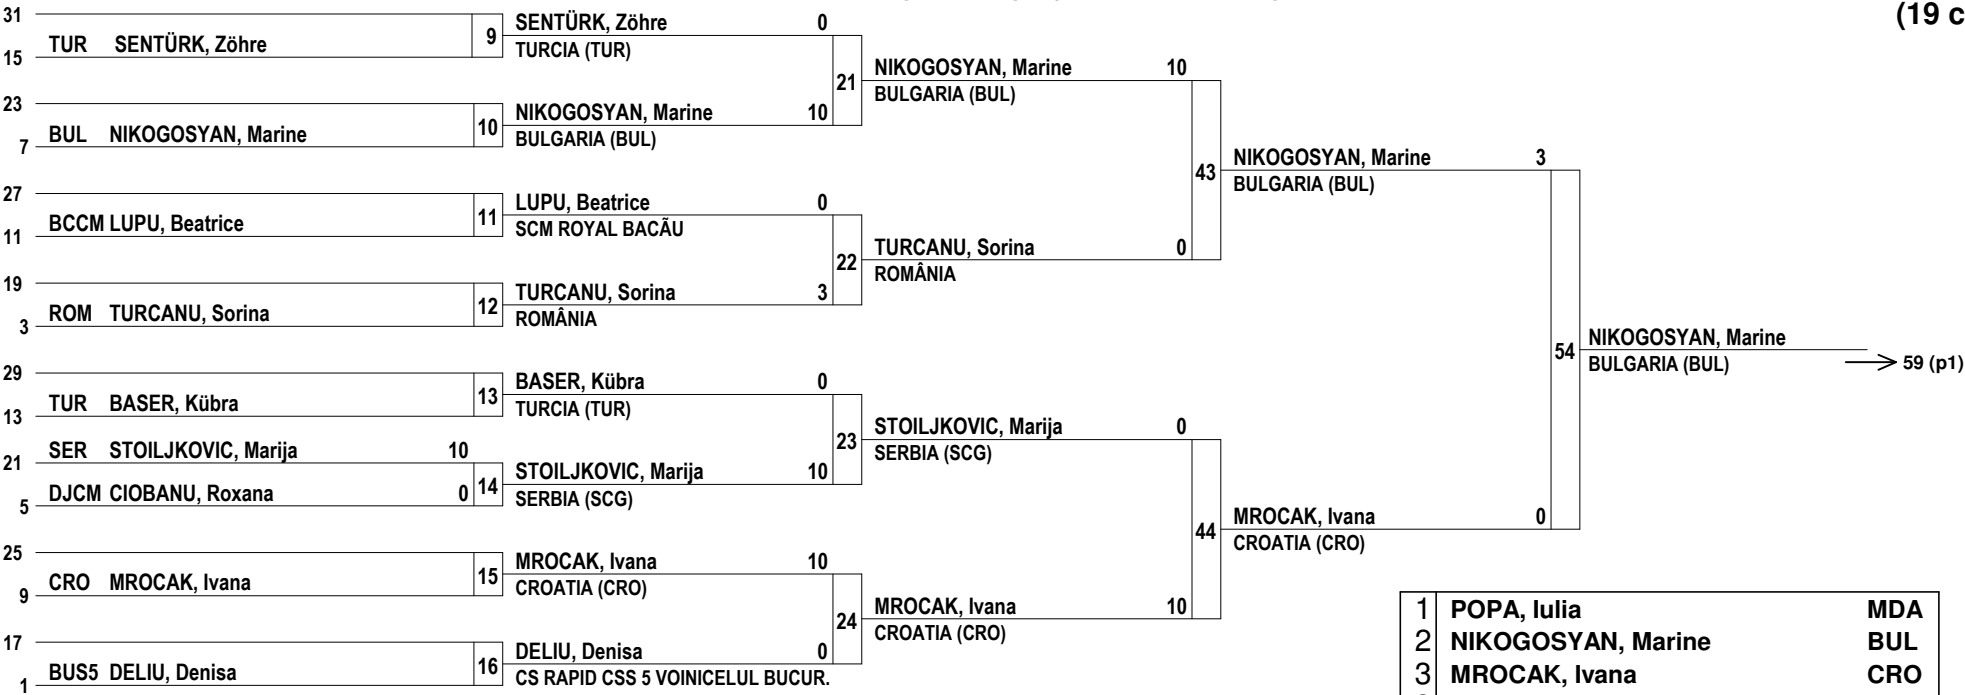 (19 c
31
SENTÜRK, Zöhre 0
9
TUR SENTÜRK, Zöhre
TURCIA (TUR)
15
NIKOGOSYAN, Marine 10
21
BULGARIA (BUL)
23
NIKOGOSYAN, Marine 10
10
BUL NIKOGOSYAN, Marine
BULGARIA (BUL)
7
NIKOGOSYAN, Marine 3
43
BULGARIA (BUL)
27
LUPU, Beatrice 0
11
BCCM LUPU, Beatrice
SCM ROYAL BACÃU
11
TURCANU, Sorina 0
22
ROMÂNIA
19
TURCANU, Sorina 3
12
ROM TURCANU, Sorina
ROMÂNIA
3
NIKOGOSYAN, Marine
54
BULGARIA (BUL)
59 (p1)
29
BASER, Kübra 0
13
TUR BASER, Kübra
TURCIA (TUR)
13
STOILJKOVIC, Marija 0
23
SERBIA (SCG)
SER STOILJKOVIC, Marija 10
21
STOILJKOVIC, Marija 10
14
DJCM CIOBANU, Roxana 0
SERBIA (SCG)
5
MROCAK, Ivana 0
44
CROATIA (CRO)
25
MROCAK, Ivana 10
15
CRO MROCAK, Ivana
CROATIA (CRO)
9
MROCAK, Ivana 10
24
CROATIA (CRO)
17
DELIU, Denisa 0
16
BUS5 DELIU, Denisa
CS RAPID CSS 5 VOINICELUL BUCUR.
1
1 POPA, Iulia MDA
2 NIKOGOSYAN, Marine BUL
3 MROCAK, Ivana CRO